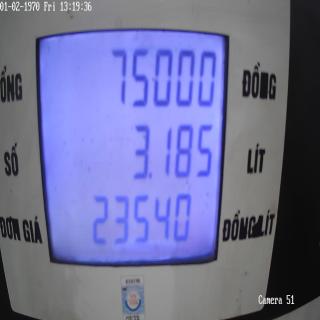 01-02-1970 Fri 13:19:36
ỔNG 75000 ĐỒNG
SỐ 3.185 LÍT
ĐƠN GIÁ 23540 ĐỒNG/LÍT
Camera 51